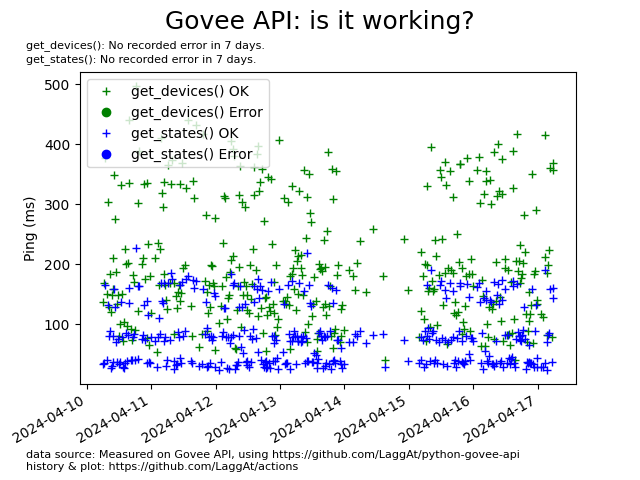 Govee API: is it working?
get_devices(): No recorded error in 7 days.
get_states(): No recorded error in 7 days.
500
400
300
200
100
Ping (ms)
get_devices() OK
get_devices() Error
get_states() OK
get_states() Error
2024-04-10
2024-04-11
2024-04-12
2024-04-13
2024-04-14
2024-04-15
2024-04-16
2024-04-17
data source: Measured on Govee API, using https://github.com/LaggAt/python-govee-api
history & plot: https://github.com/LaggAt/actions